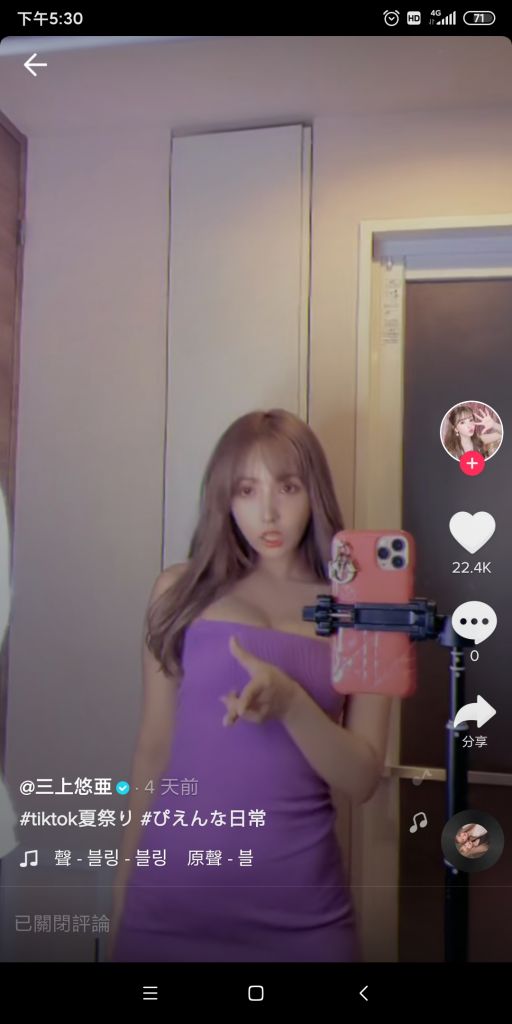 下午5:30
HD
4G
71
22.4K
0
分享
@三上悠亜 · 4 天前
#tiktok夏祭り #ぴえんな日常
聲 - 블링 - 블링 原聲 - 블
已關閉評論